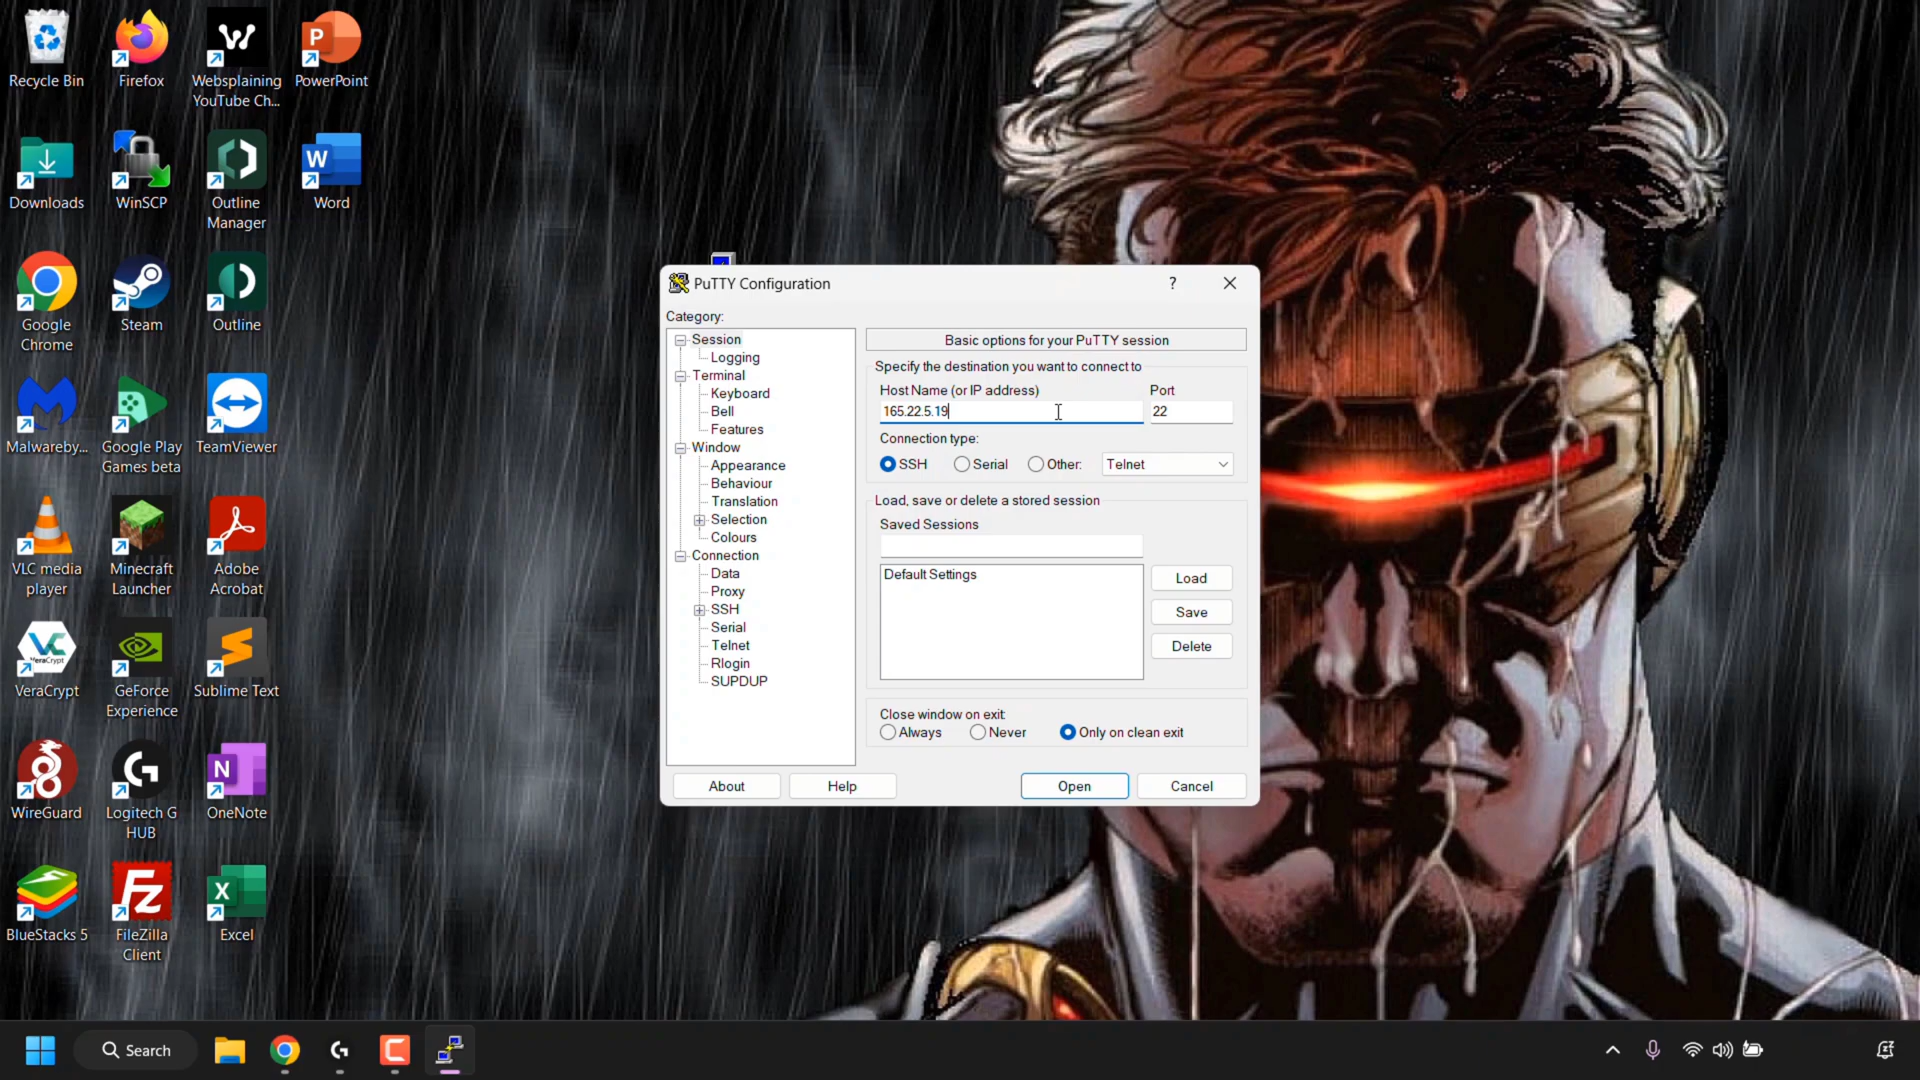 Recycle Bin
Firefox
Websplaining
YouTube Ch...
PowerPoint
Downloads
WinSCP
Outline
Manager
Word
Google
Chrome
Steam
Outline
Malwareby...
Google Play
Games beta
TeamViewer
VLC media
player
Minecraft
Launcher
Adobe
Acrobat
VeraCrypt
VeraCrypt
GeForce
Experience
Sublime Text
WireGuard
Logitech G
HUB
OneNote
BlueStacks 5
FileZilla
Client
Excel
PuTTY Configuration
?
Category:
Session
Logging
Terminal
Keyboard
Bell
Features
Window
Appearance
Behaviour
Translation
Selection
Colours
Connection
Data
Proxy
SSH
Serial
Telnet
Rlogin
SUPDUP
Basic options for your PuTTY session
Specify the destination you want to connect to
Host Name (or IP address) Port
165.22.5.19 22
Connection type:
SSH Serial Other: Telnet
Load, save or delete a stored session
Saved Sessions
Default Settings
Load
Save
Delete
Close window on exit:
Always Never Only on clean exit
About Help Open Cancel
Search